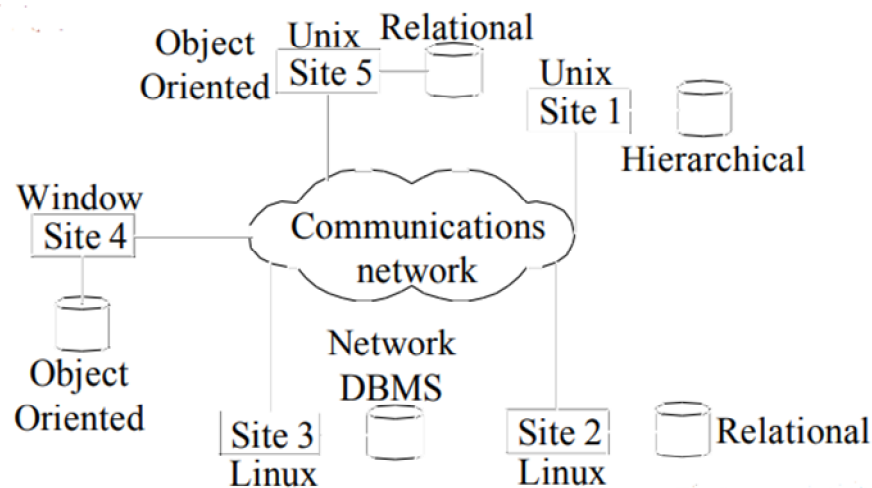 Object
Oriented
Unix
Site 5
Relational
Unix
Site 1
Hierarchical
Window
Site 4
Object
Oriented
Communications
network
Network
DBMS
Site 3
Linux
Site 2
Linux
Relational